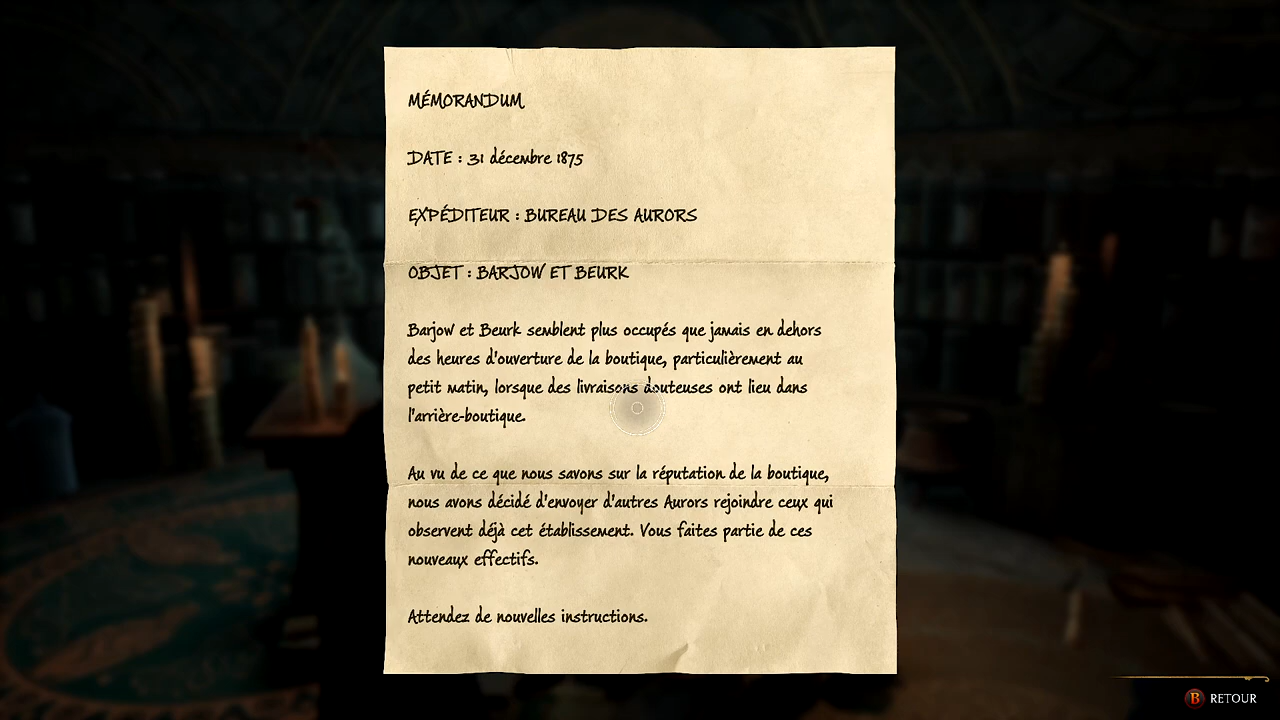 MÉMORANDUM
DATE : 31 décembre 1875
EXPÉDITEUR : BUREAU DES AURORS
OBJET : BARJOW ET BEURK
Barjow et Beurk semblent plus occupés que jamais en dehors
des heures d'ouverture de la boutique, particulièrement au
petit matin, lorsque des livraisons douteuses ont lieu dans
l'arrière-boutique.
Au vu de ce que nous savons sur la réputation de la boutique,
nous avons décidé d'envoyer d'autres Aurors rejoindre ceux qui
observent déjà cet établissement. Vous faites partie de ces
nouveaux effectifs.
Attendez de nouvelles instructions.
B RETOUR